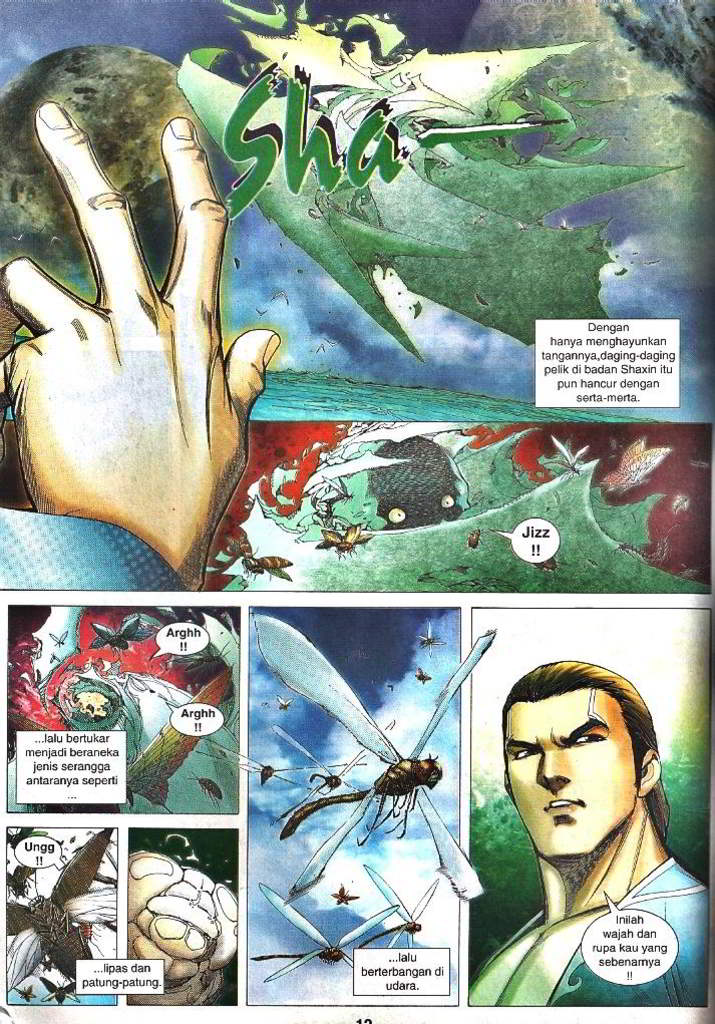 Sha-
Dengan
hanya menghayunkan
tangannya,daging-daging
pelik di badan Shaxin itu
pun hancur dengan
serta-merta.
Jizz
!!
Arghh
!!
Arghh
!!
...lalu bertukar
menjadi beraneka
jenis serangga
antaranya seperti
...
Ungg
!!
...lipas dan
patung-patung.
...lalu
berterbangan di
udara.
Inilah
wajah dan
rupa kau yang
sebenarnya
!!
12